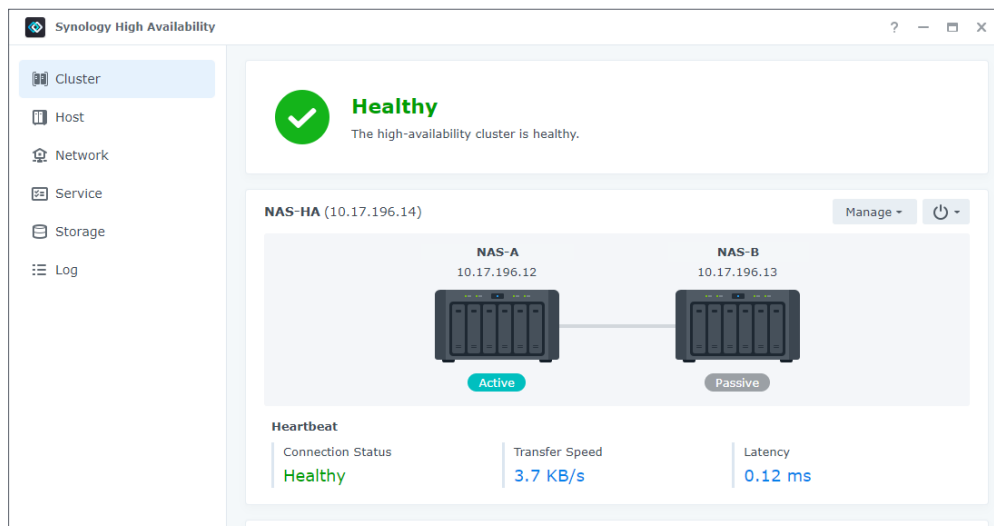 Synology High Availability
Cluster
Host
Network
Service
Storage
Log
Healthy
The high-availability cluster is healthy.
NAS-HA (10.17.196.14)
Manage
NAS-A
10.17.196.12
Active
NAS-B
10.17.196.13
Passive
Heartbeat
Connection Status
Healthy
Transfer Speed
3.7 KB/s
Latency
0.12 ms